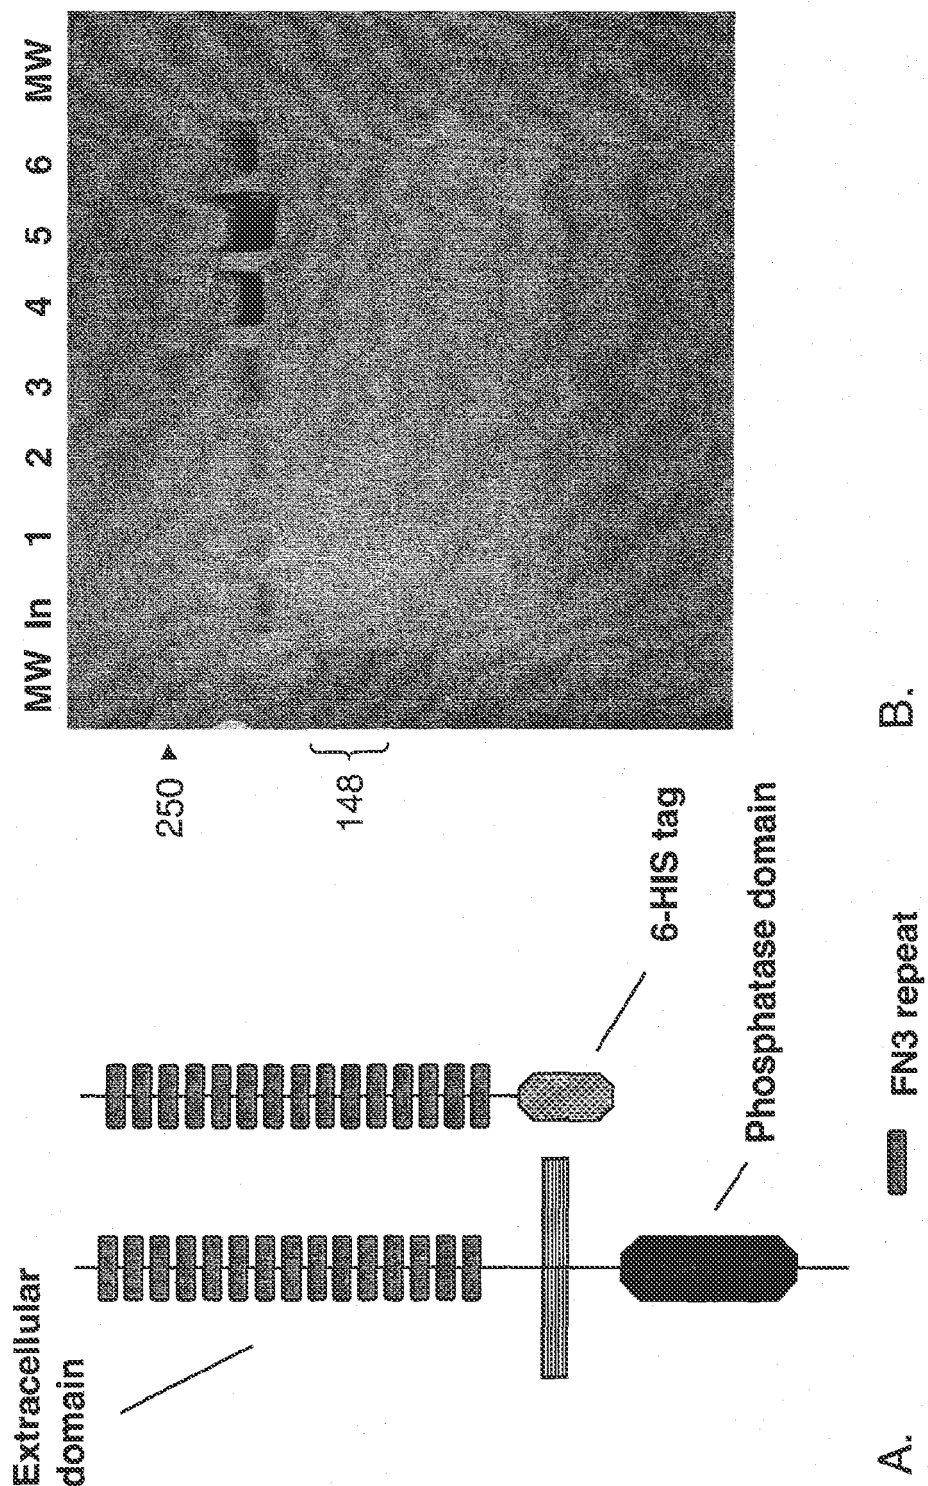 Extracellular
domain
6-HIS tag
Phosphatase domain
FN3 repeat
A.
MW In 1 2 3 4 5 6 MW
250
148
B.